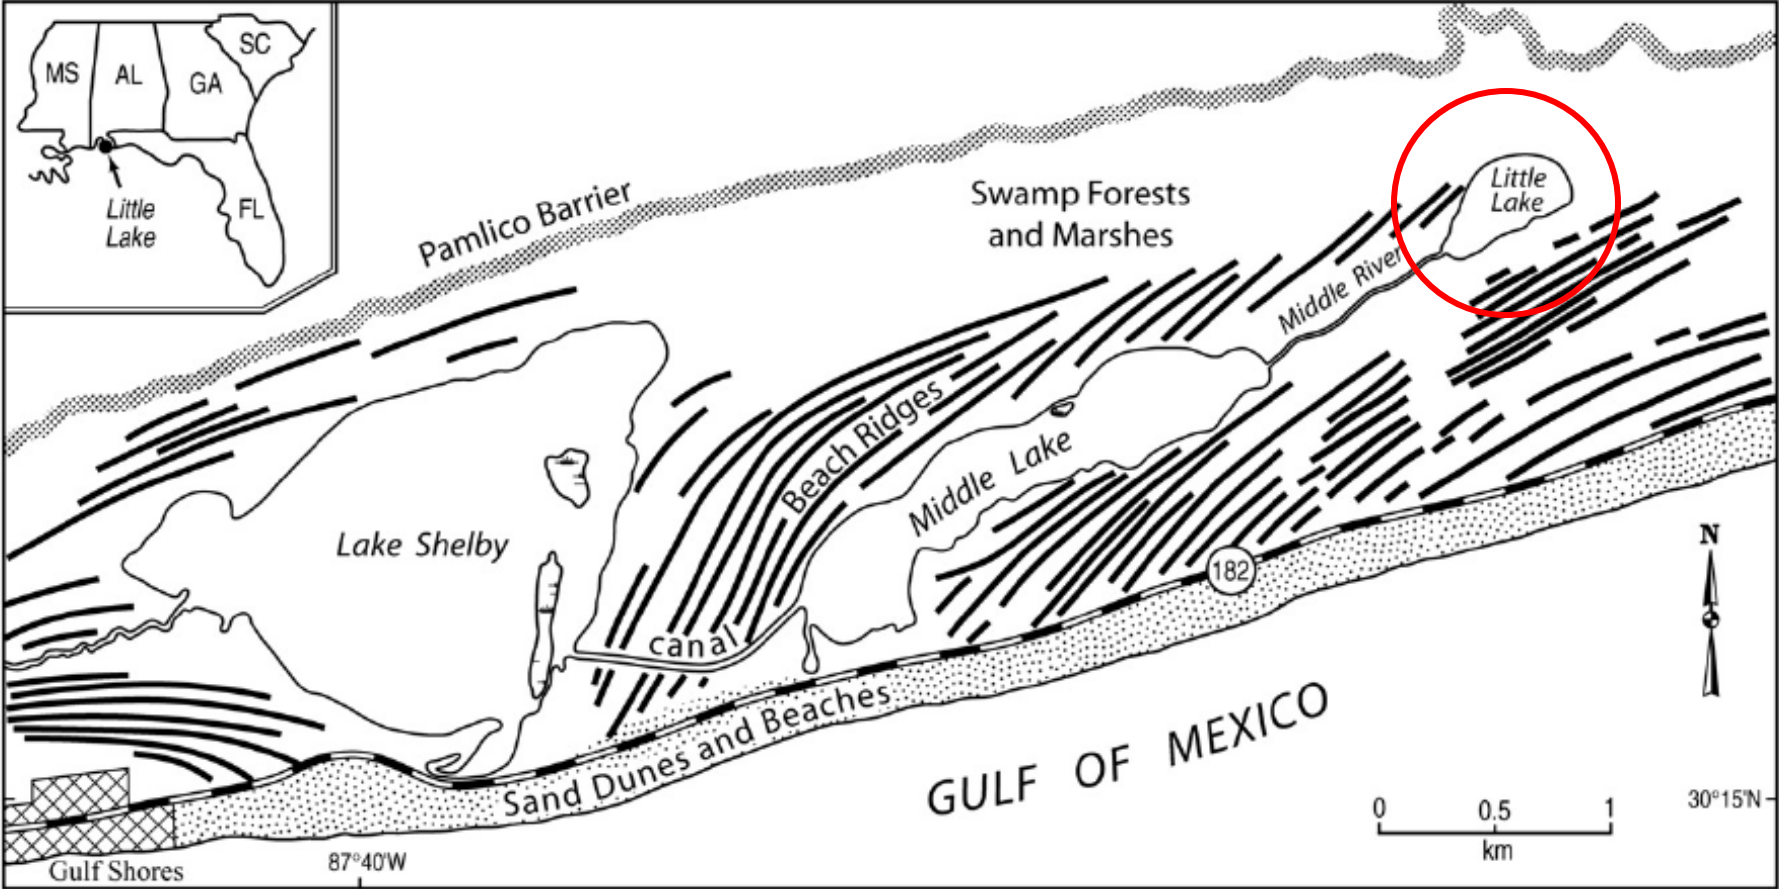 MS
AL
GA
SC
FL
Little
Lake
Pamlico Barrier
Swamp Forests
and Marshes
Little
Lake
Middle River
Beach Ridges
Middle Lake
Lake Shelby
canal
182
N
Sand Dunes and Beaches
GULF OF MEXICO
0 0.5 1
km
30°15'N
Gulf Shores
87°40'W